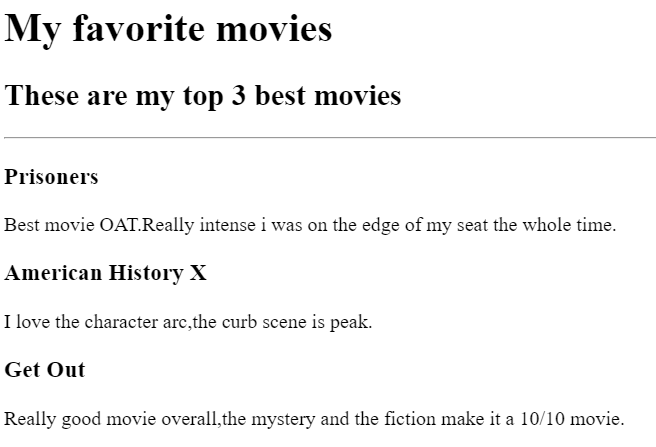 My favorite movies
These are my top 3 best movies
Prisoners
Best movie OAT.Really intense i was on the edge of my seat the whole time.
American History X
I love the character arc,the curb scene is peak.
Get Out
Really good movie overall,the mystery and the fiction make it a 10/10 movie.